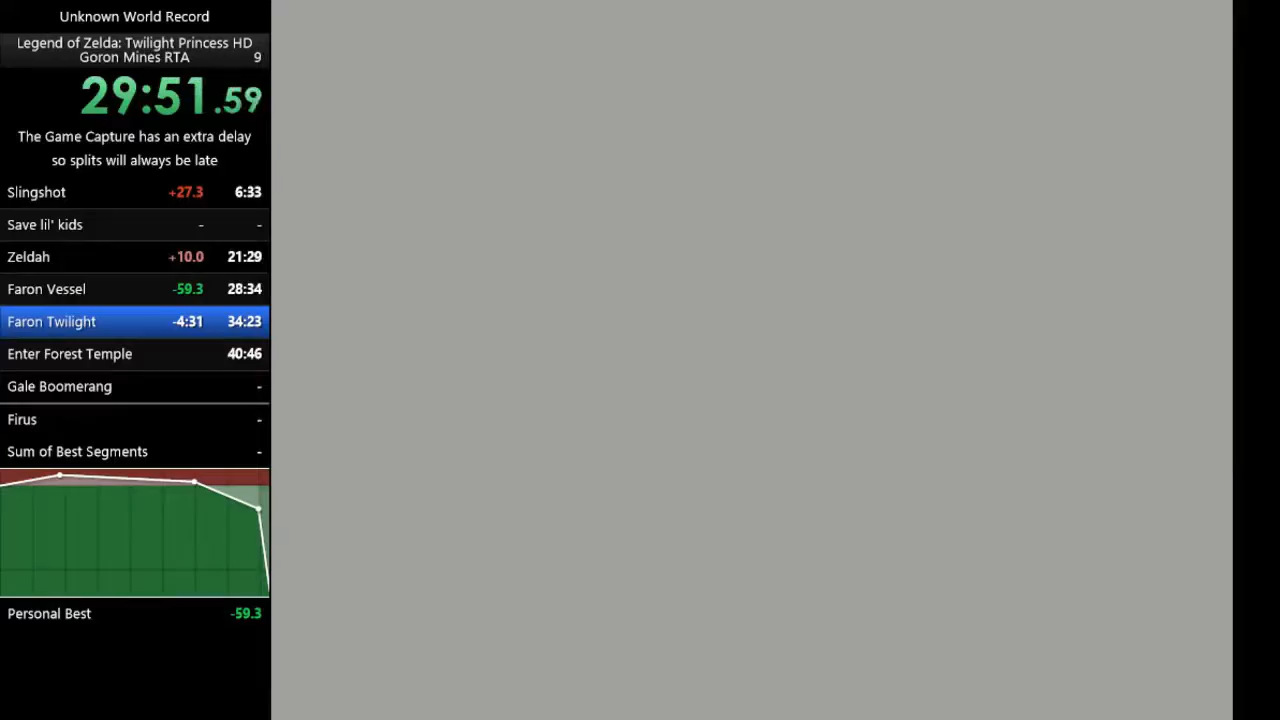 Unknown World Record
Legend of Zelda: Twilight Princess HD
Goron Mines RTA 9
29:51.59
The Game Capture has an extra delay
so splits will always be late
Slingshot +27.3 6:33
Save lil' kids - -
Zeldah +10.0 21:29
Faron Vessel -59.3 28:34
Faron Twilight -4:31 34:23
Enter Forest Temple 40:46
Gale Boomerang -
Firus -
Sum of Best Segments -
Personal Best -59.3